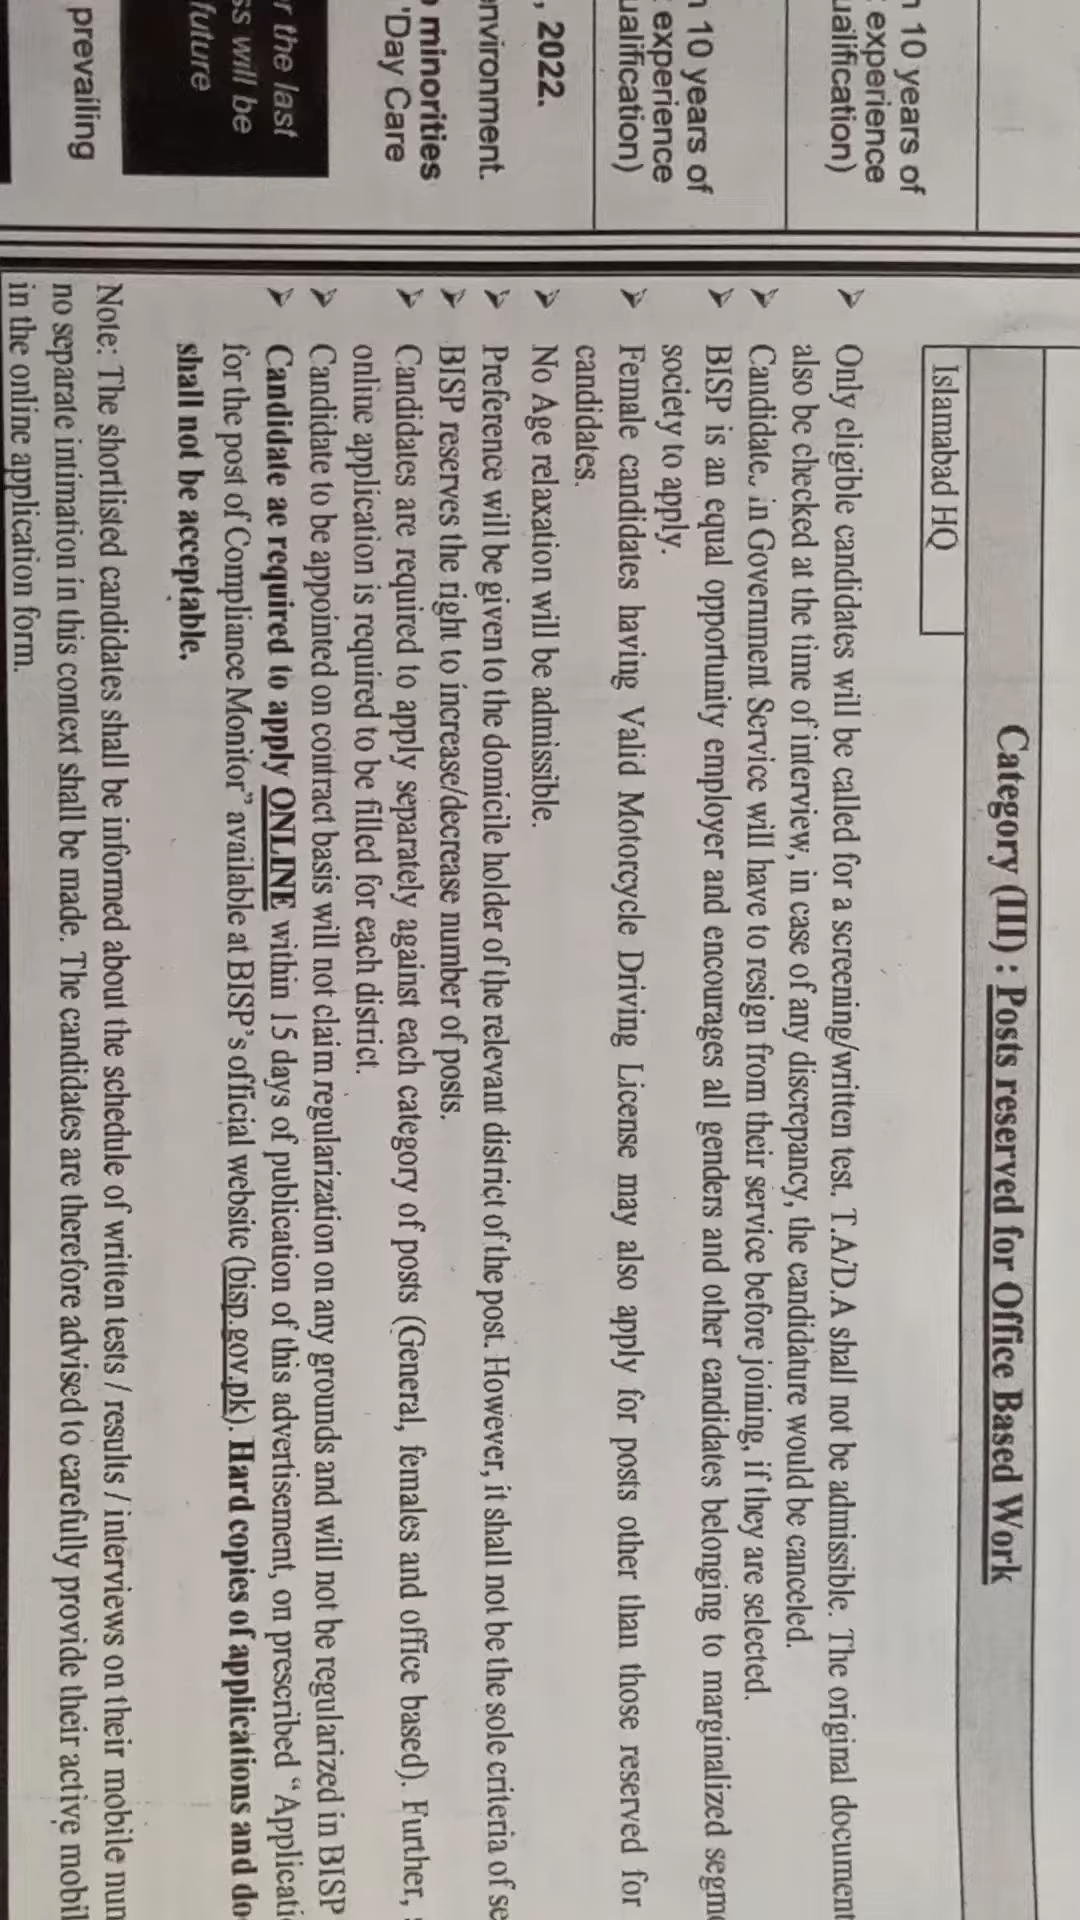 n 10 years of
experience
ualification)
n 10 years of
experience
ualification)
, 2022.
environment.
minorities
'Day Care
r the last
ss will be
future
prevailing
Category (III) : Posts reserved for Office Based Work
Islamabad HQ
➢ Only eligible candidates will be called for a screening/written test. T.A/D.A shall not be admissible. The original document
also be checked at the time of interview, in case of any discrepancy, the candidature would be canceled.
➢ Candidate., in Government Service will have to resign from their service before joining, if they are selected.
➢ BISP is an equal opportunity employer and encourages all genders and other candidates belonging to marginalized segm
society to apply.
➢ Female candidates having Valid Motorcycle Driving License may also apply for posts other than those reserved for
candidates.
➢ No Age relaxation will be admissible.
➢ Preference will be given to the domicile holder of the relevant district of the post. However, it shall not be the sole criteria of se
➢ BISP reserves the right to increase/decrease number of posts.
➢ Candidates are required to apply separately against each category of posts (General, females and office based). Further,
online application is required to be filled for each district.
➢ Candidate to be appointed on contract basis will not claim regularization on any grounds and will not be regularized in BISP
➢ Candidate ae required to apply ONLINE within 15 days of publication of this advertisement, on prescribed “Applicati
for the post of Compliance Monitor” available at BISP’s official website (bisp.gov.pk). Hard copies of applications and do
shall not be acceptable.
Note: The shortlisted candidates shall be informed about the schedule of written tests / results / interviews on their mobile num
no separate intimation in this context shall be made. The candidates are therefore advised to carefully provide their active mobil
in the online application form.